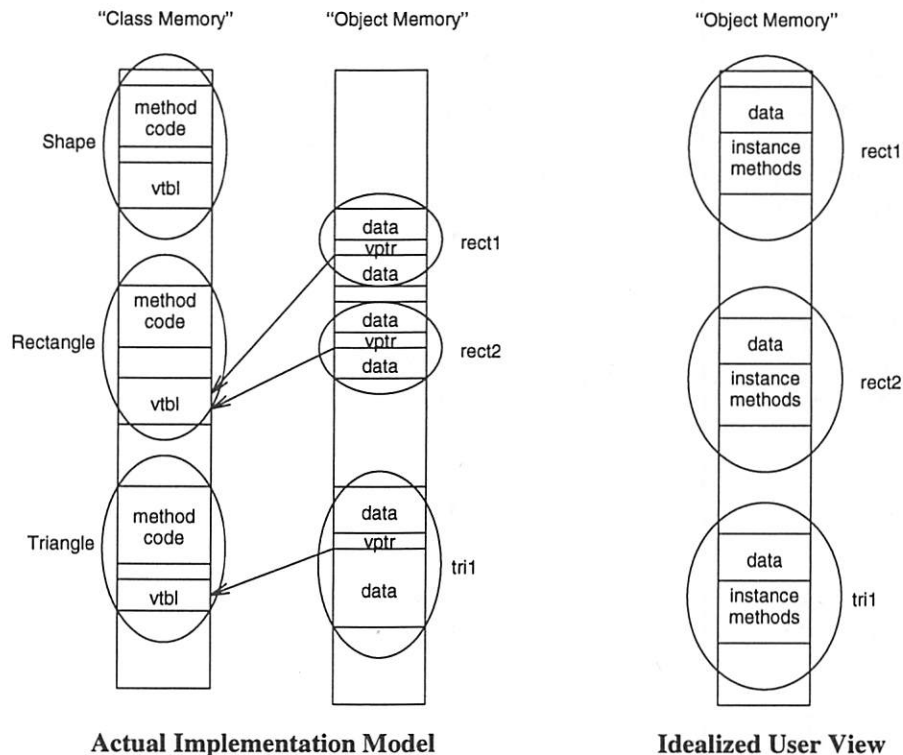 "Class Memory"
"Object Memory"
"Object Memory"
Shape
method
code
vtbl
Rectangle
method
code
vtbl
Triangle
method
code
vtbl
data
vptr
data
rect1
data
vptr
data
rect2
data
vptr
data
tri1
data
instance
methods
rect1
data
instance
methods
rect2
data
instance
methods
tri1
Actual Implementation Model
Idealized User View